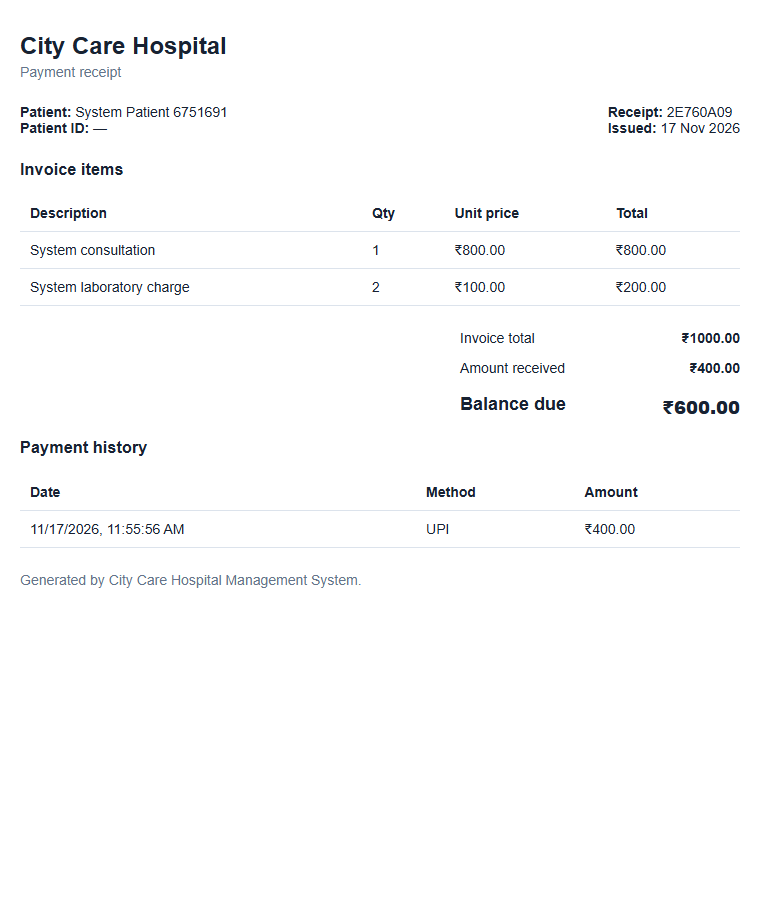 City Care Hospital
Payment receipt
Patient: System Patient 6751691
Patient ID: —
Receipt: 2E760A09
Issued: 17 Nov 2026
Invoice items
Description Qty Unit price Total
System consultation 1 ₹800.00 ₹800.00
System laboratory charge 2 ₹100.00 ₹200.00
Invoice total ₹1000.00
Amount received ₹400.00
Balance due ₹600.00
Payment history
Date Method Amount
11/17/2026, 11:55:56 AM UPI ₹400.00
Generated by City Care Hospital Management System.